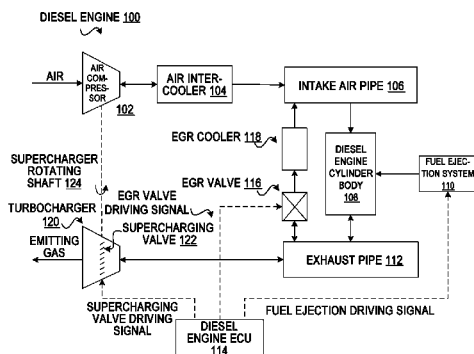 DIESEL ENGINE 100
AIR
AIR
COM-
PRES-
SOR
102
AIR INTER-
COOLER 104
INTAKE AIR PIPE 106
EGR COOLER 118
SUPERCHARGER
ROTATING
SHAFT 124
EGR VALVE 116
DIESEL
ENGINE
CYLINDER
BODY
108
FUEL EJEC-
TION SYSTEM
110
EGR VALVE
DRIVING SIGNAL
TURBOCHARGER
120
SUPERCHARGING
VALVE 122
EMITTING
GAS
EXHAUST PIPE 112
SUPERCHARGING
VALVE DRIVING
SIGNAL
FUEL EJECTION DRIVING SIGNAL
DIESEL
ENGINE ECU
114